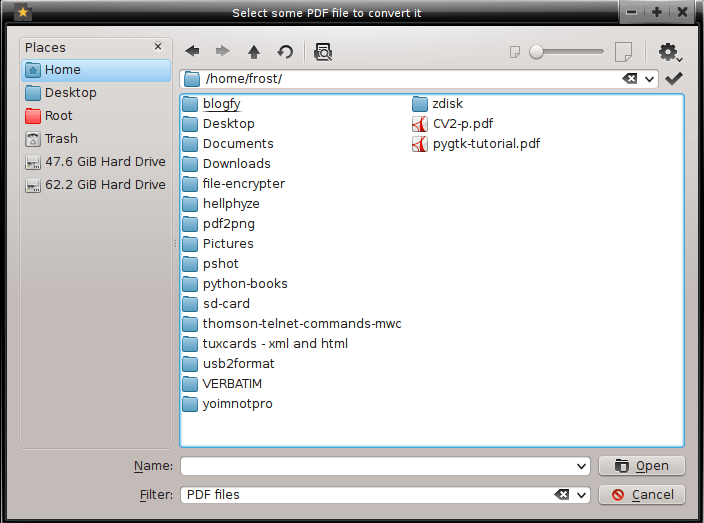 Select some PDF file to convert it
Places
Home
Desktop
Root
Trash
47.6 GiB Hard Drive
62.2 GiB Hard Drive
/home/frost/
blogfy
Desktop
Documents
Downloads
file-encrypter
hellphyze
pdf2png
Pictures
pshot
python-books
sd-card
thomson-telnet-commands-mwc
tuxcards - xml and html
usb2format
VERBATIM
yoimnotpro
zdisk
CV2-p.pdf
pygtk-tutorial.pdf
Name:
Open
Filter:
PDF files
Cancel